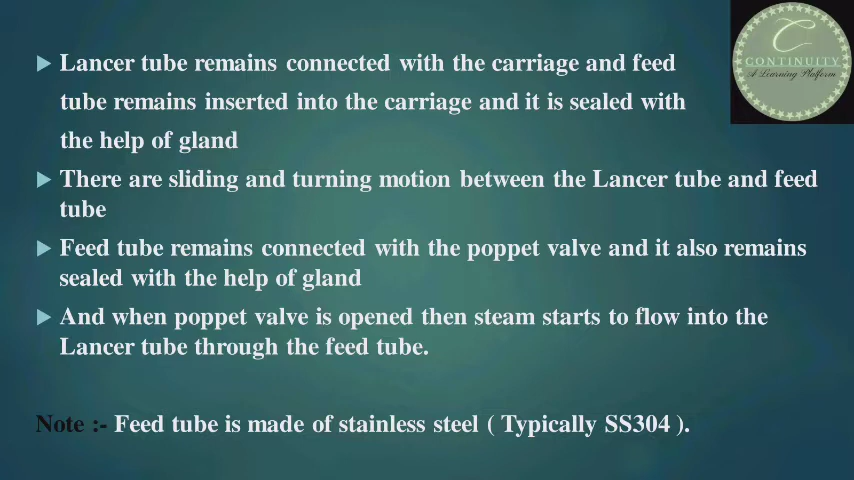 Lancer tube remains connected with the carriage and feed
tube remains inserted into the carriage and it is sealed with
the help of gland
There are sliding and turning motion between the Lancer tube and feed
tube
Feed tube remains connected with the poppet valve and it also remains
sealed with the help of gland
And when poppet valve is opened then steam starts to flow into the
Lancer tube through the feed tube.
Note :- Feed tube is made of stainless steel ( Typically SS304 ).
C
CONTINUITY
A Learning Platform